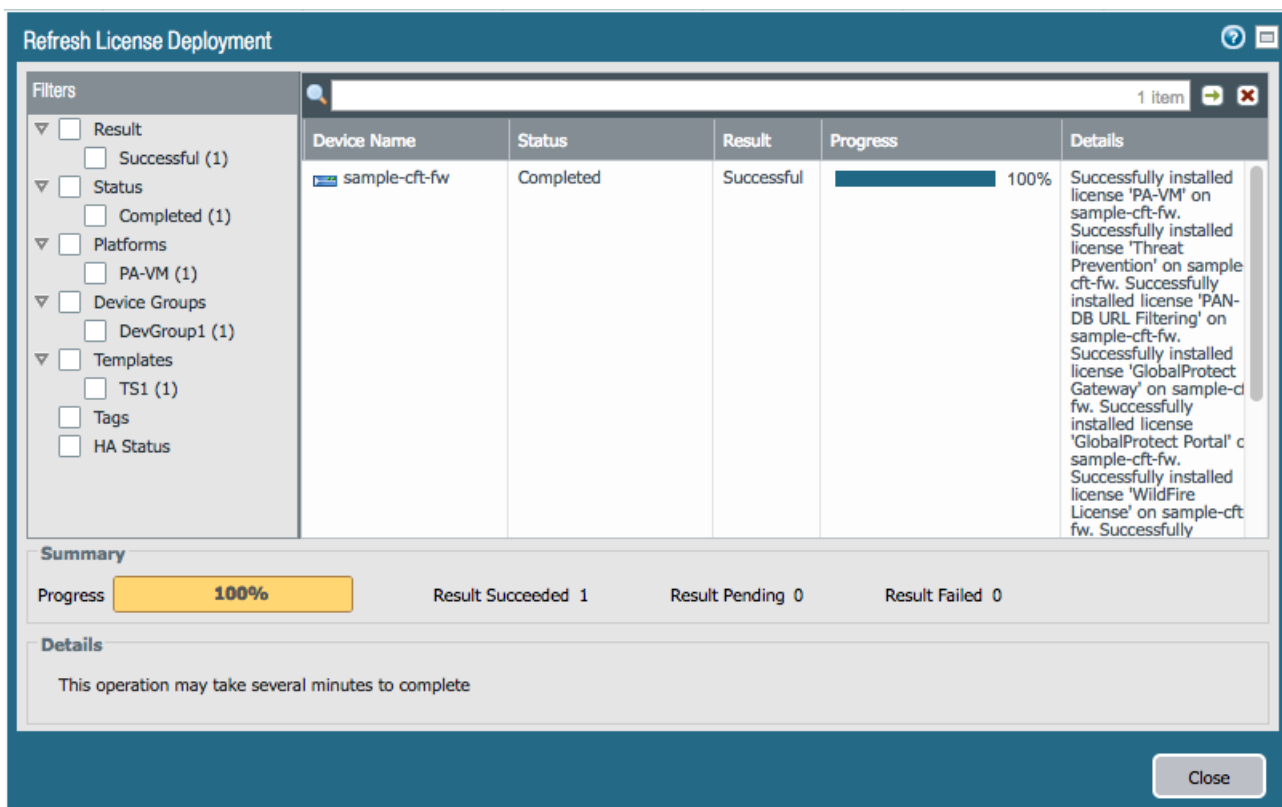 Refresh License Deployment
Filters
1 item
Result
Successful (1)
Status
Completed (1)
Platforms
PA-VM (1)
Device Groups
DevGroup1 (1)
Templates
TS1 (1)
Tags
HA Status
Device Name Status Result Progress Details
sample-cft-fw Completed Successful 100% Successfully installed
license 'PA-VM' on
sample-cft-fw.
Successfully installed
license 'Threat
Prevention' on sample-
cft-fw. Successfully
installed license 'PAN-
DB URL Filtering' on
sample-cft-fw.
Successfully installed
license 'GlobalProtect
Gateway' on sample-cf
fw. Successfully
installed license
'GlobalProtect Portal' o
sample-cft-fw.
Successfully installed
license 'WildFire
License' on sample-cft
fw. Successfully
Summary
Progress 100% Result Succeeded 1 Result Pending 0 Result Failed 0
Details
This operation may take several minutes to complete
Close